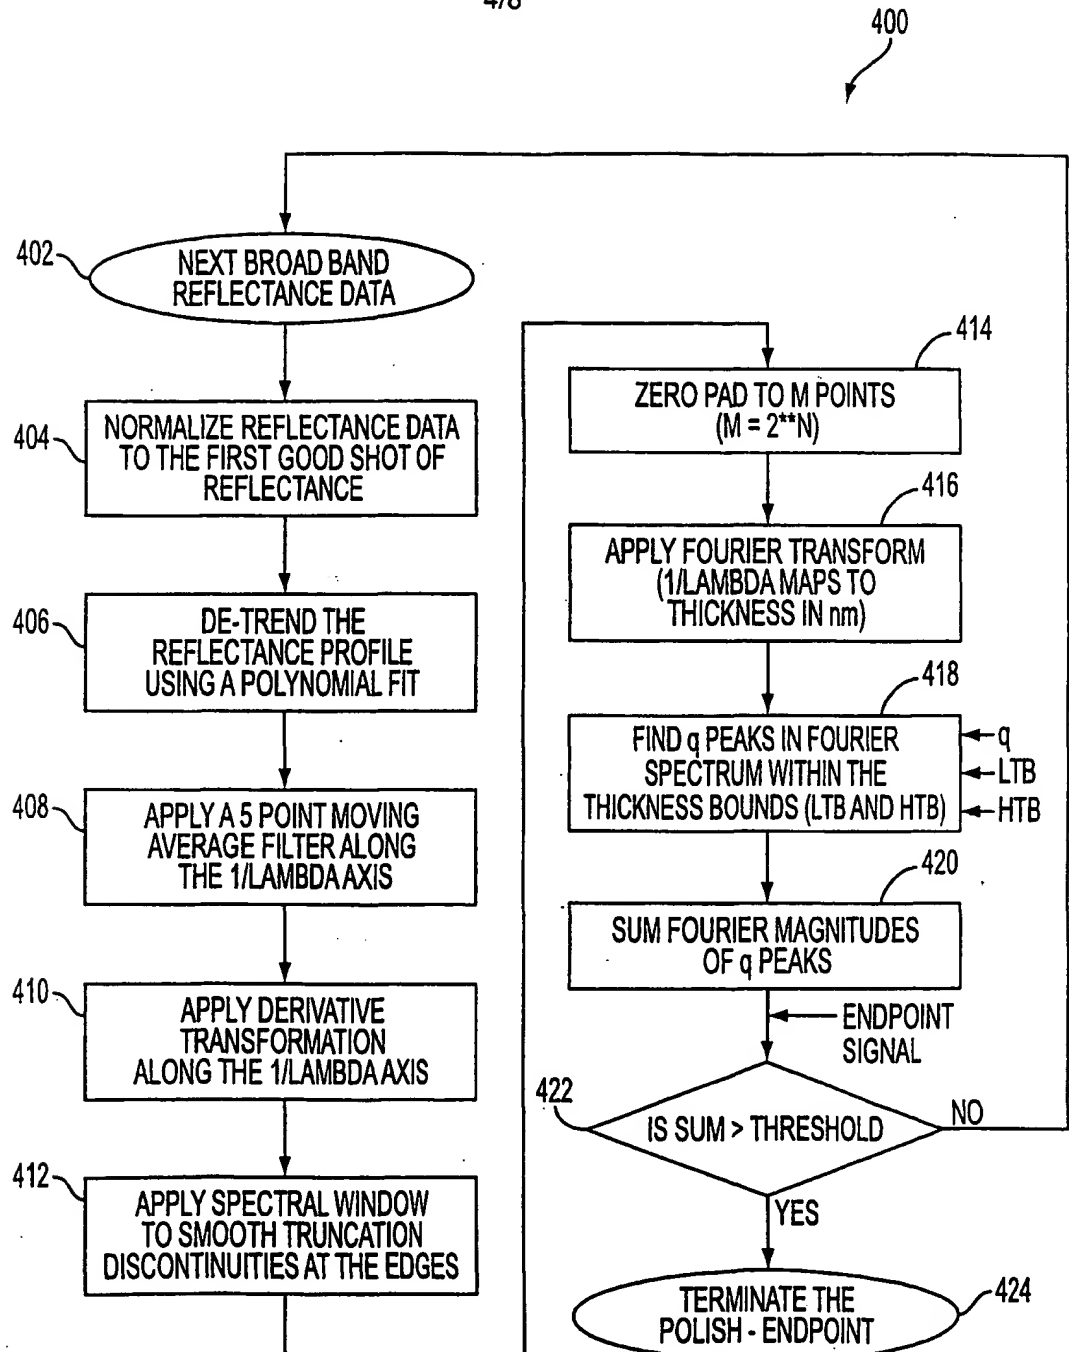 4/8
400
402
NEXT BROAD BAND
REFLECTANCE DATA
404
NORMALIZE REFLECTANCE DATA
TO THE FIRST GOOD SHOT OF
REFLECTANCE
406
DE-TREND THE
REFLECTANCE PROFILE
USING A POLYNOMIAL FIT
408
APPLY A 5 POINT MOVING
AVERAGE FILTER ALONG
THE 1/LAMBDA AXIS
410
APPLY DERIVATIVE
TRANSFORMATION
ALONG THE 1/LAMBDA AXIS
412
APPLY SPECTRAL WINDOW
TO SMOOTH TRUNCATION
DISCONTINUITIES AT THE EDGES
414
ZERO PAD TO M POINTS
(M = 2**N)
416
APPLY FOURIER TRANSFORM
(1/LAMBDA MAPS TO
THICKNESS IN nm)
418
FIND q PEAKS IN FOURIER
SPECTRUM WITHIN THE
THICKNESS BOUNDS (LTB AND HTB)
q
LTB
HTB
420
SUM FOURIER MAGNITUDES
OF q PEAKS
ENDPOINT
SIGNAL
422
IS SUM > THRESHOLD
NO
YES
424
TERMINATE THE
POLISH - ENDPOINT